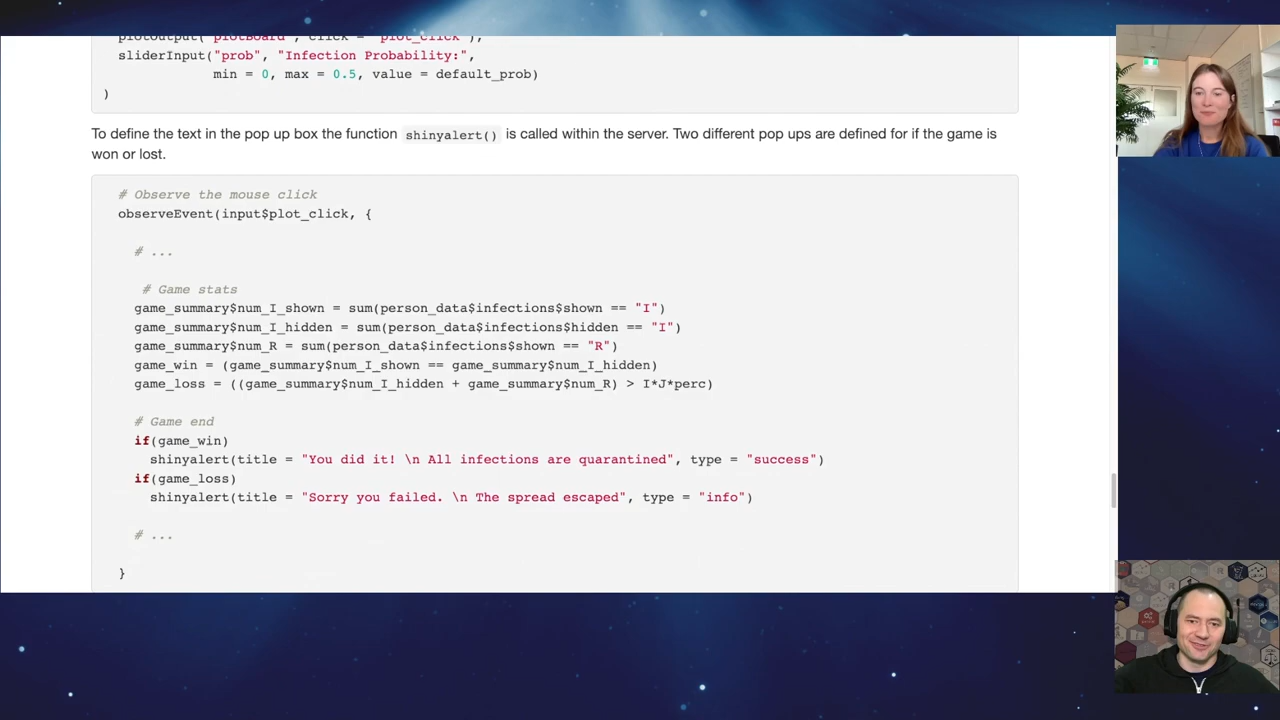 plotOutput("plotBoard", click = "plot_click"),
sliderInput("prob", "Infection Probability:",
min = 0, max = 0.5, value = default_prob)
)
To define the text in the pop up box the function shinyalert() is called within the server. Two different pop ups are defined for if the game is
won or lost.
# Observe the mouse click
observeEvent(input$plot_click, {
# ...
# Game stats
game_summary$num_I_shown = sum(person_data$infections$shown == "I")
game_summary$num_I_hidden = sum(person_data$infections$hidden == "I")
game_summary$num_R = sum(person_data$infections$shown == "R")
game_win = (game_summary$num_I_shown == game_summary$num_I_hidden)
game_loss = ((game_summary$num_I_hidden + game_summary$num_R) > I*J*perc)
# Game end
if(game_win)
shinyalert(title = "You did it! \n All infections are quarantined", type = "success")
if(game_loss)
shinyalert(title = "Sorry you failed. \n The spread escaped", type = "info")
# ...
}